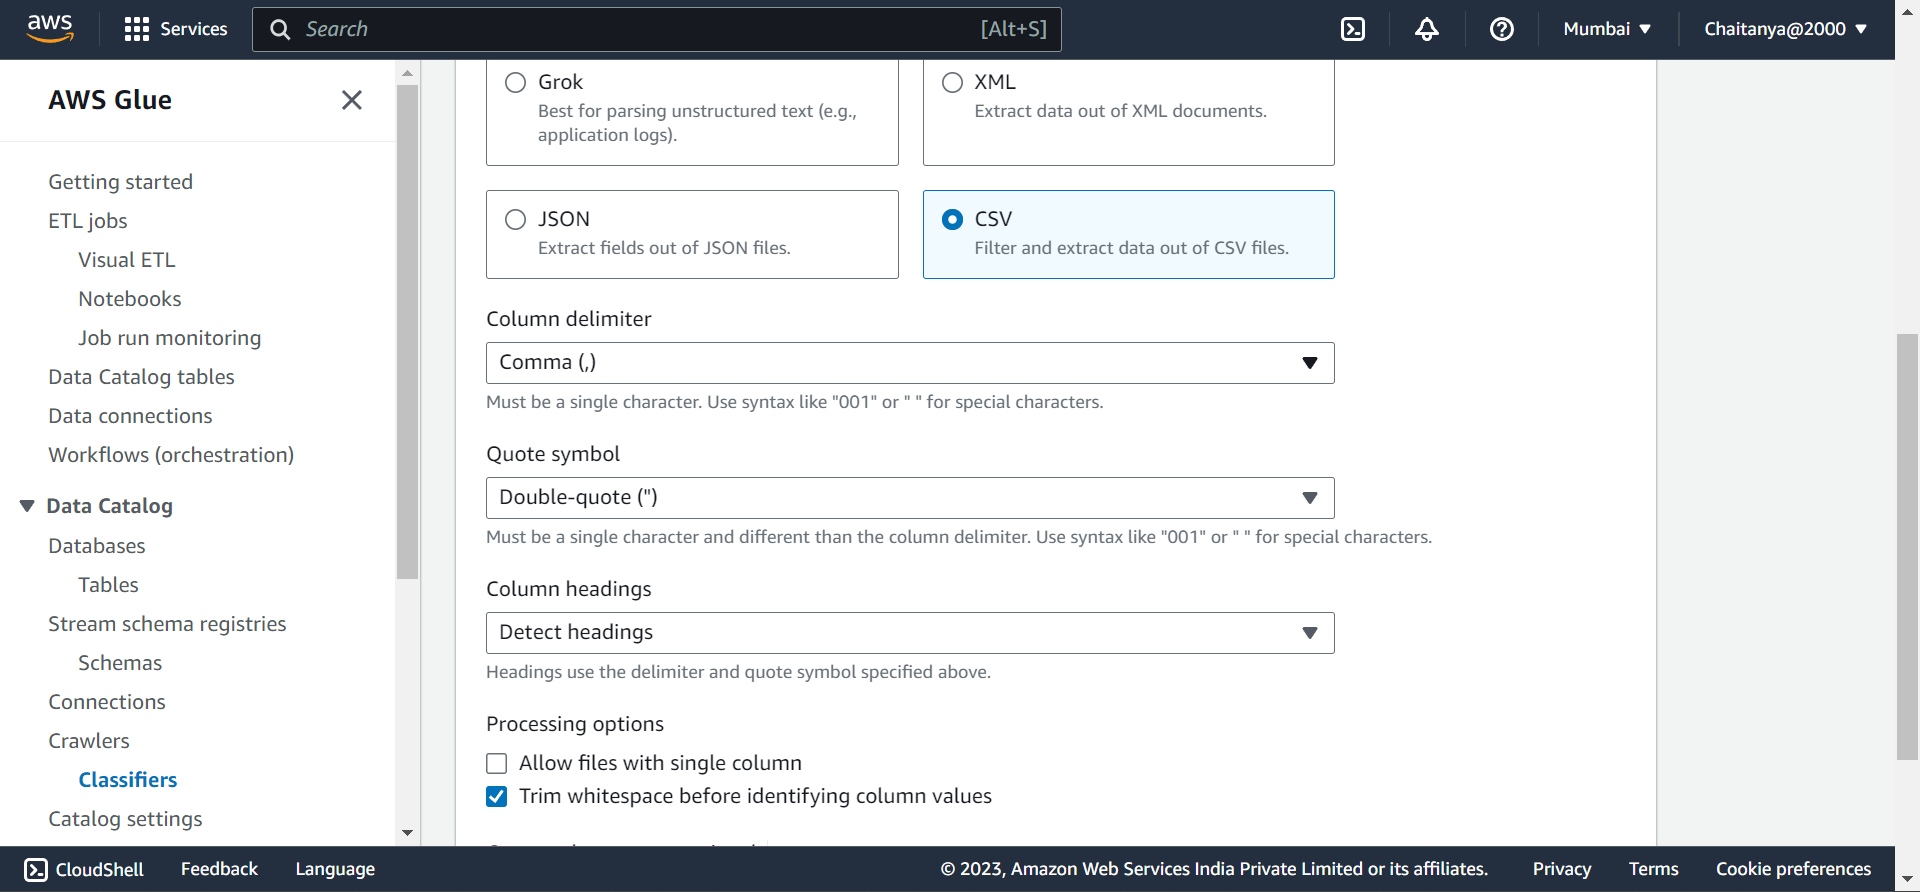 aws
Services
Search
[Alt+S]
Mumbai
Chaitanya@2000
AWS Glue
Getting started
ETL jobs
Visual ETL
Notebooks
Job run monitoring
Data Catalog tables
Data connections
Workflows (orchestration)
Data Catalog
Databases
Tables
Stream schema registries
Schemas
Connections
Crawlers
Classifiers
Catalog settings
Grok
Best for parsing unstructured text (e.g.,
application logs).
XML
Extract data out of XML documents.
JSON
Extract fields out of JSON files.
CSV
Filter and extract data out of CSV files.
Column delimiter
Comma (,)
Must be a single character. Use syntax like "001" or " " for special characters.
Quote symbol
Double-quote (")
Must be a single character and different than the column delimiter. Use syntax like "001" or " " for special characters.
Column headings
Detect headings
Headings use the delimiter and quote symbol specified above.
Processing options
Allow files with single column
Trim whitespace before identifying column values
CloudShell
Feedback
Language
© 2023, Amazon Web Services India Private Limited or its affiliates.
Privacy
Terms
Cookie preferences